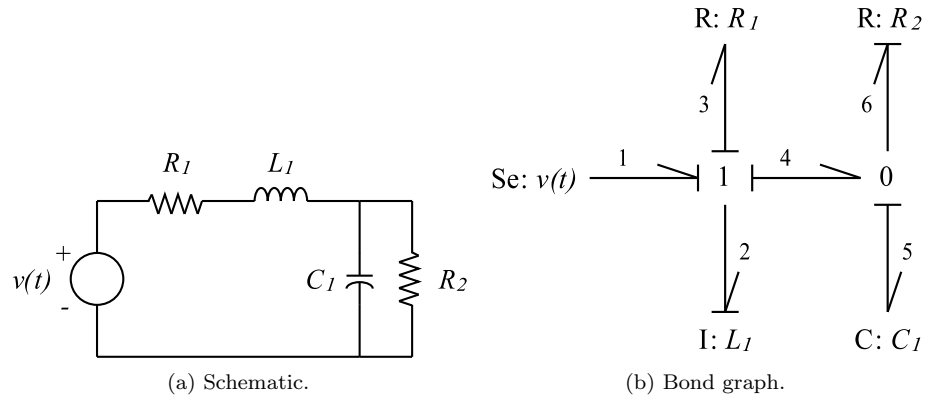 R1
L1
+
v(t)
-
C1
R2
(a) Schematic.
R: R1
R: R2
3
6
1
4
Se: v(t)
1
0
2
5
I: L1
C: C1
(b) Bond graph.